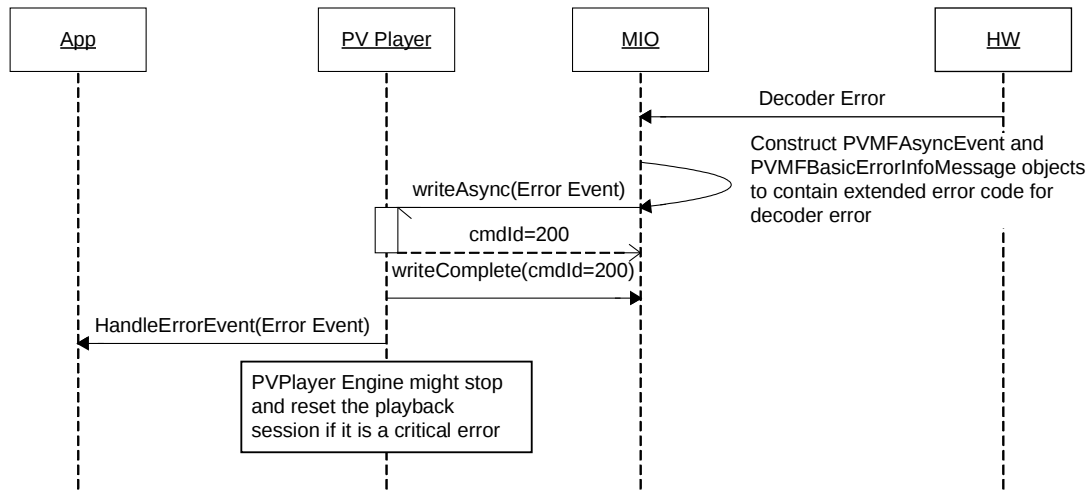 App
PV Player
MIO
HW
Decoder Error
Construct PVMFAsyncEvent and
PVMFBasicErrorInfoMessage objects
to contain extended error code for
decoder error
writeAsync(Error Event)
cmdId=200
writeComplete(cmdId=200)
HandleErrorEvent(Error Event)
PVPlayer Engine might stop
and reset the playback
session if it is a critical error